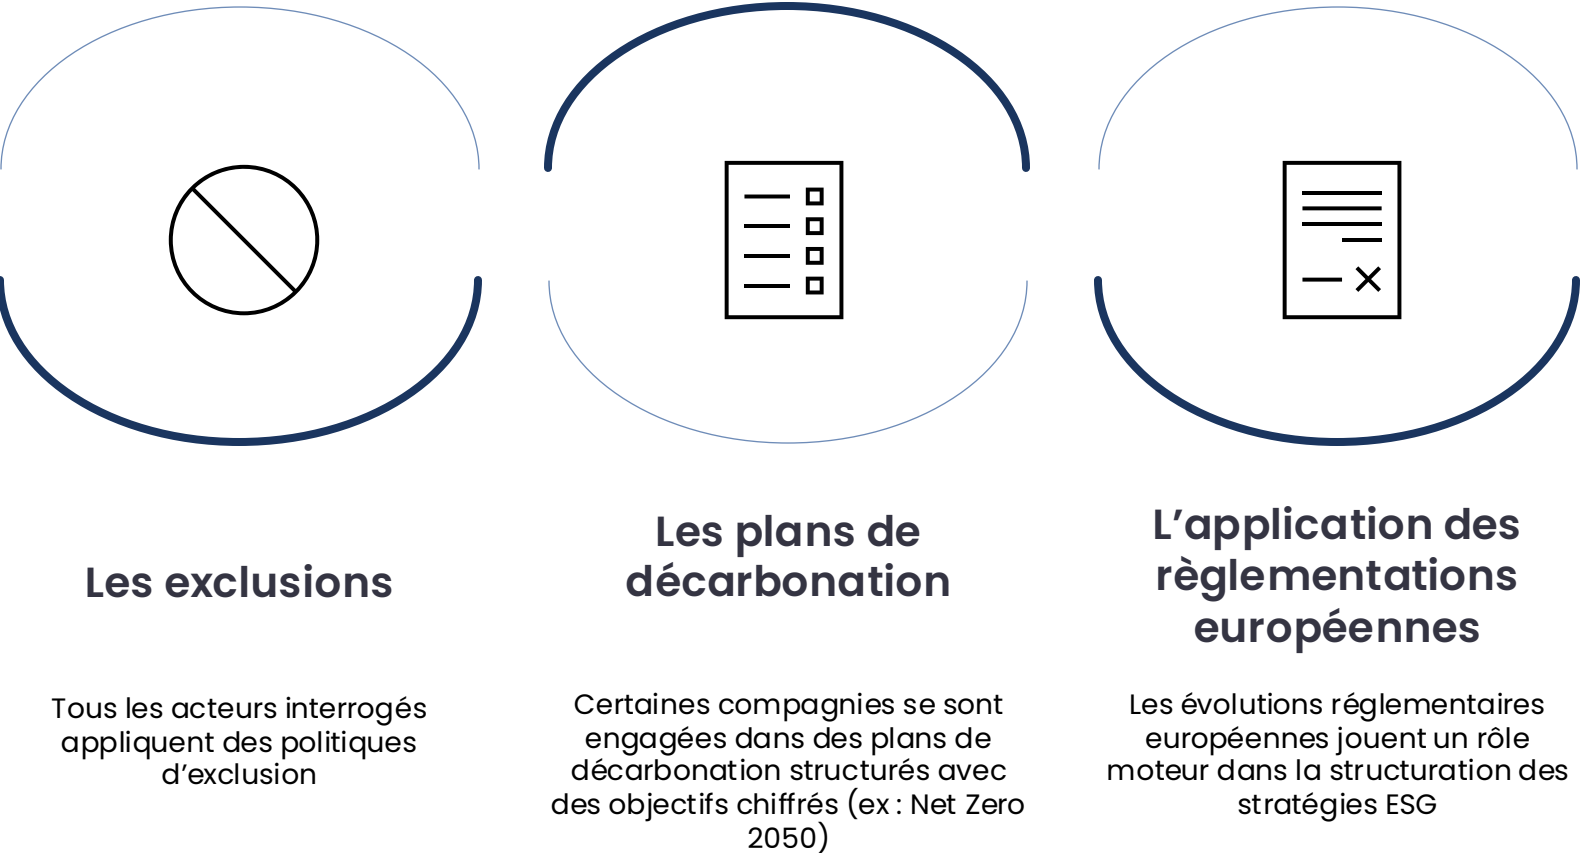 Les exclusions
Tous les acteurs interrogés
appliquent des politiques
d’exclusion
Les plans de
décarbonation
Certaines compagnies se sont
engagées dans des plans de
décarbonation structurés avec
des objectifs chiffrés (ex : Net Zero
2050)
L’application des
règlementations
européennes
Les évolutions réglementaires
européennes jouent un rôle
moteur dans la structuration des
stratégies ESG